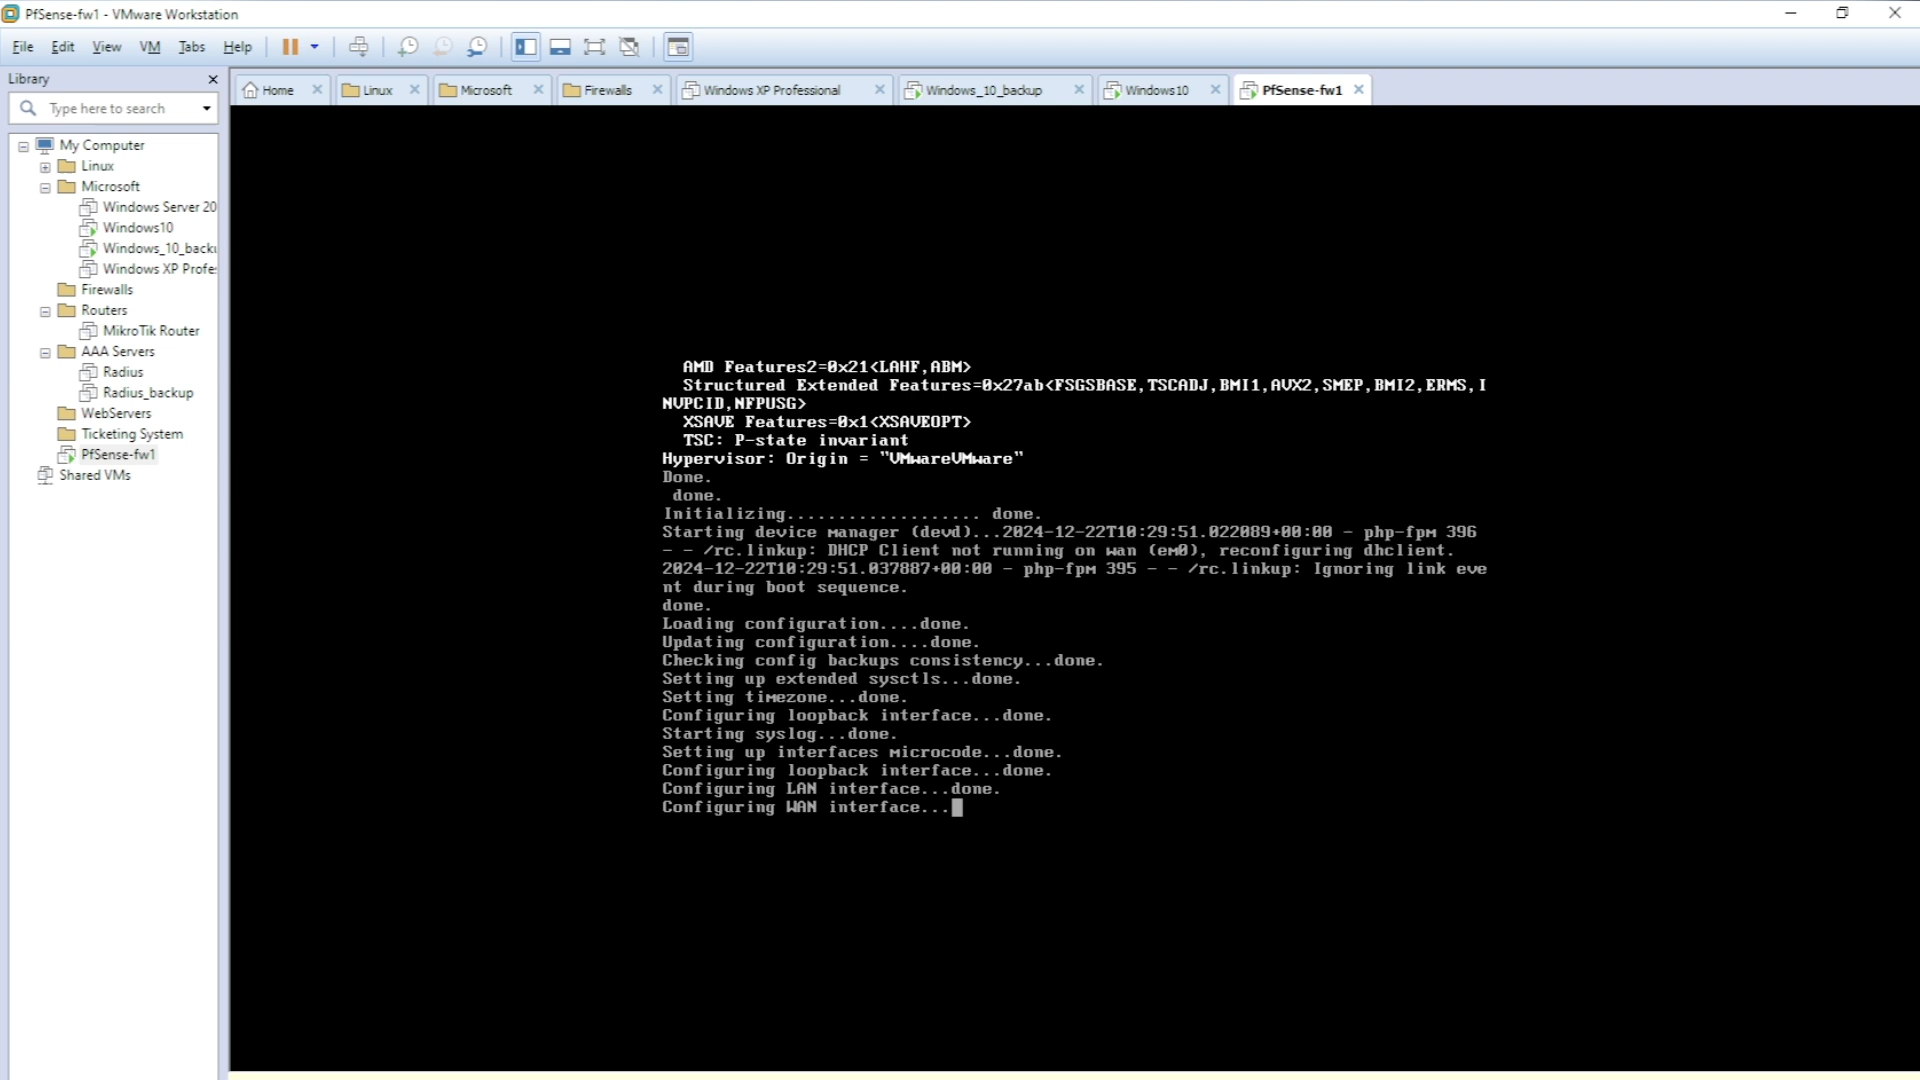 PfSense-fw1 - VMware Workstation
File Edit View VM Tabs Help
Library
Type here to search
Home Linux Microsoft Firewalls Windows XP Professional Windows_10_backup Windows10 PfSense-fw1
My Computer
Linux
Microsoft
Windows Server 20
Windows10
Windows_10_backu
Windows XP Profe
Firewalls
Routers
MikroTik Router
AAA Servers
Radius
Radius_backup
WebServers
Ticketing System
PfSense-fw1
Shared VMs
AMD Features2=0x21<LAHF,ABM>
Structured Extended Features=0x27ab<FSGSBASE,TSCADJ,BMI1,AVX2,SMEP,BMI2,ERMS,I
NVPCID,NFPUSG>
XSAVE Features=0x1<XSAVEOPT>
TSC: P-state invariant
Hypervisor: Origin = "VMwareVMware"
Done.
done.
Initializing................... done.
Starting device manager (devd)...2024-12-22T10:29:51.022089+00:00 - php-fpm 396
- - /rc.linkup: DHCP Client not running on wan (em0), reconfiguring dhclient.
2024-12-22T10:29:51.037887+00:00 - php-fpm 395 - - /rc.linkup: Ignoring link eve
nt during boot sequence.
done.
Loading configuration....done.
Updating configuration....done.
Checking config backups consistency...done.
Setting up extended sysctls...done.
Setting timezone...done.
Configuring loopback interface...done.
Starting syslog...done.
Setting up interfaces microcode...done.
Configuring loopback interface...done.
Configuring LAN interface...done.
Configuring WAN interface...